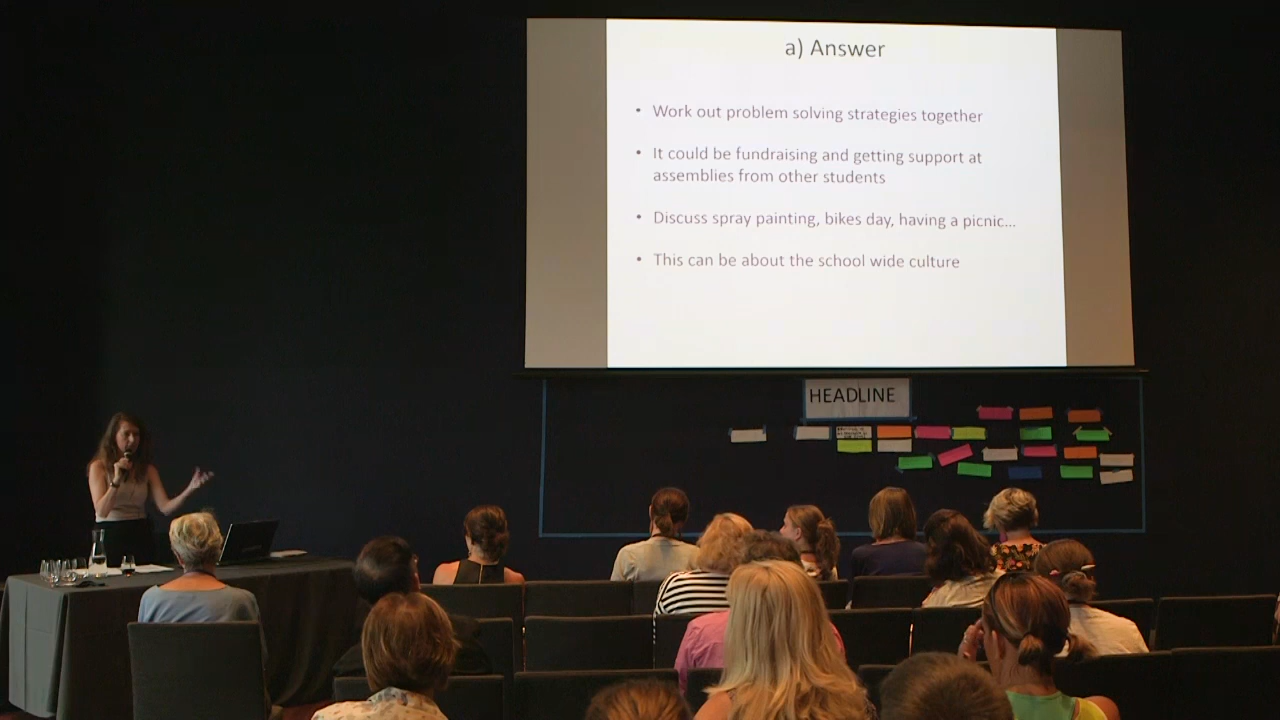 a) Answer
• Work out problem solving strategies together
• It could be fundraising and getting support at
assemblies from other students
• Discuss spray painting, bikes day, having a picnic...
• This can be about the school wide culture
HEADLINE